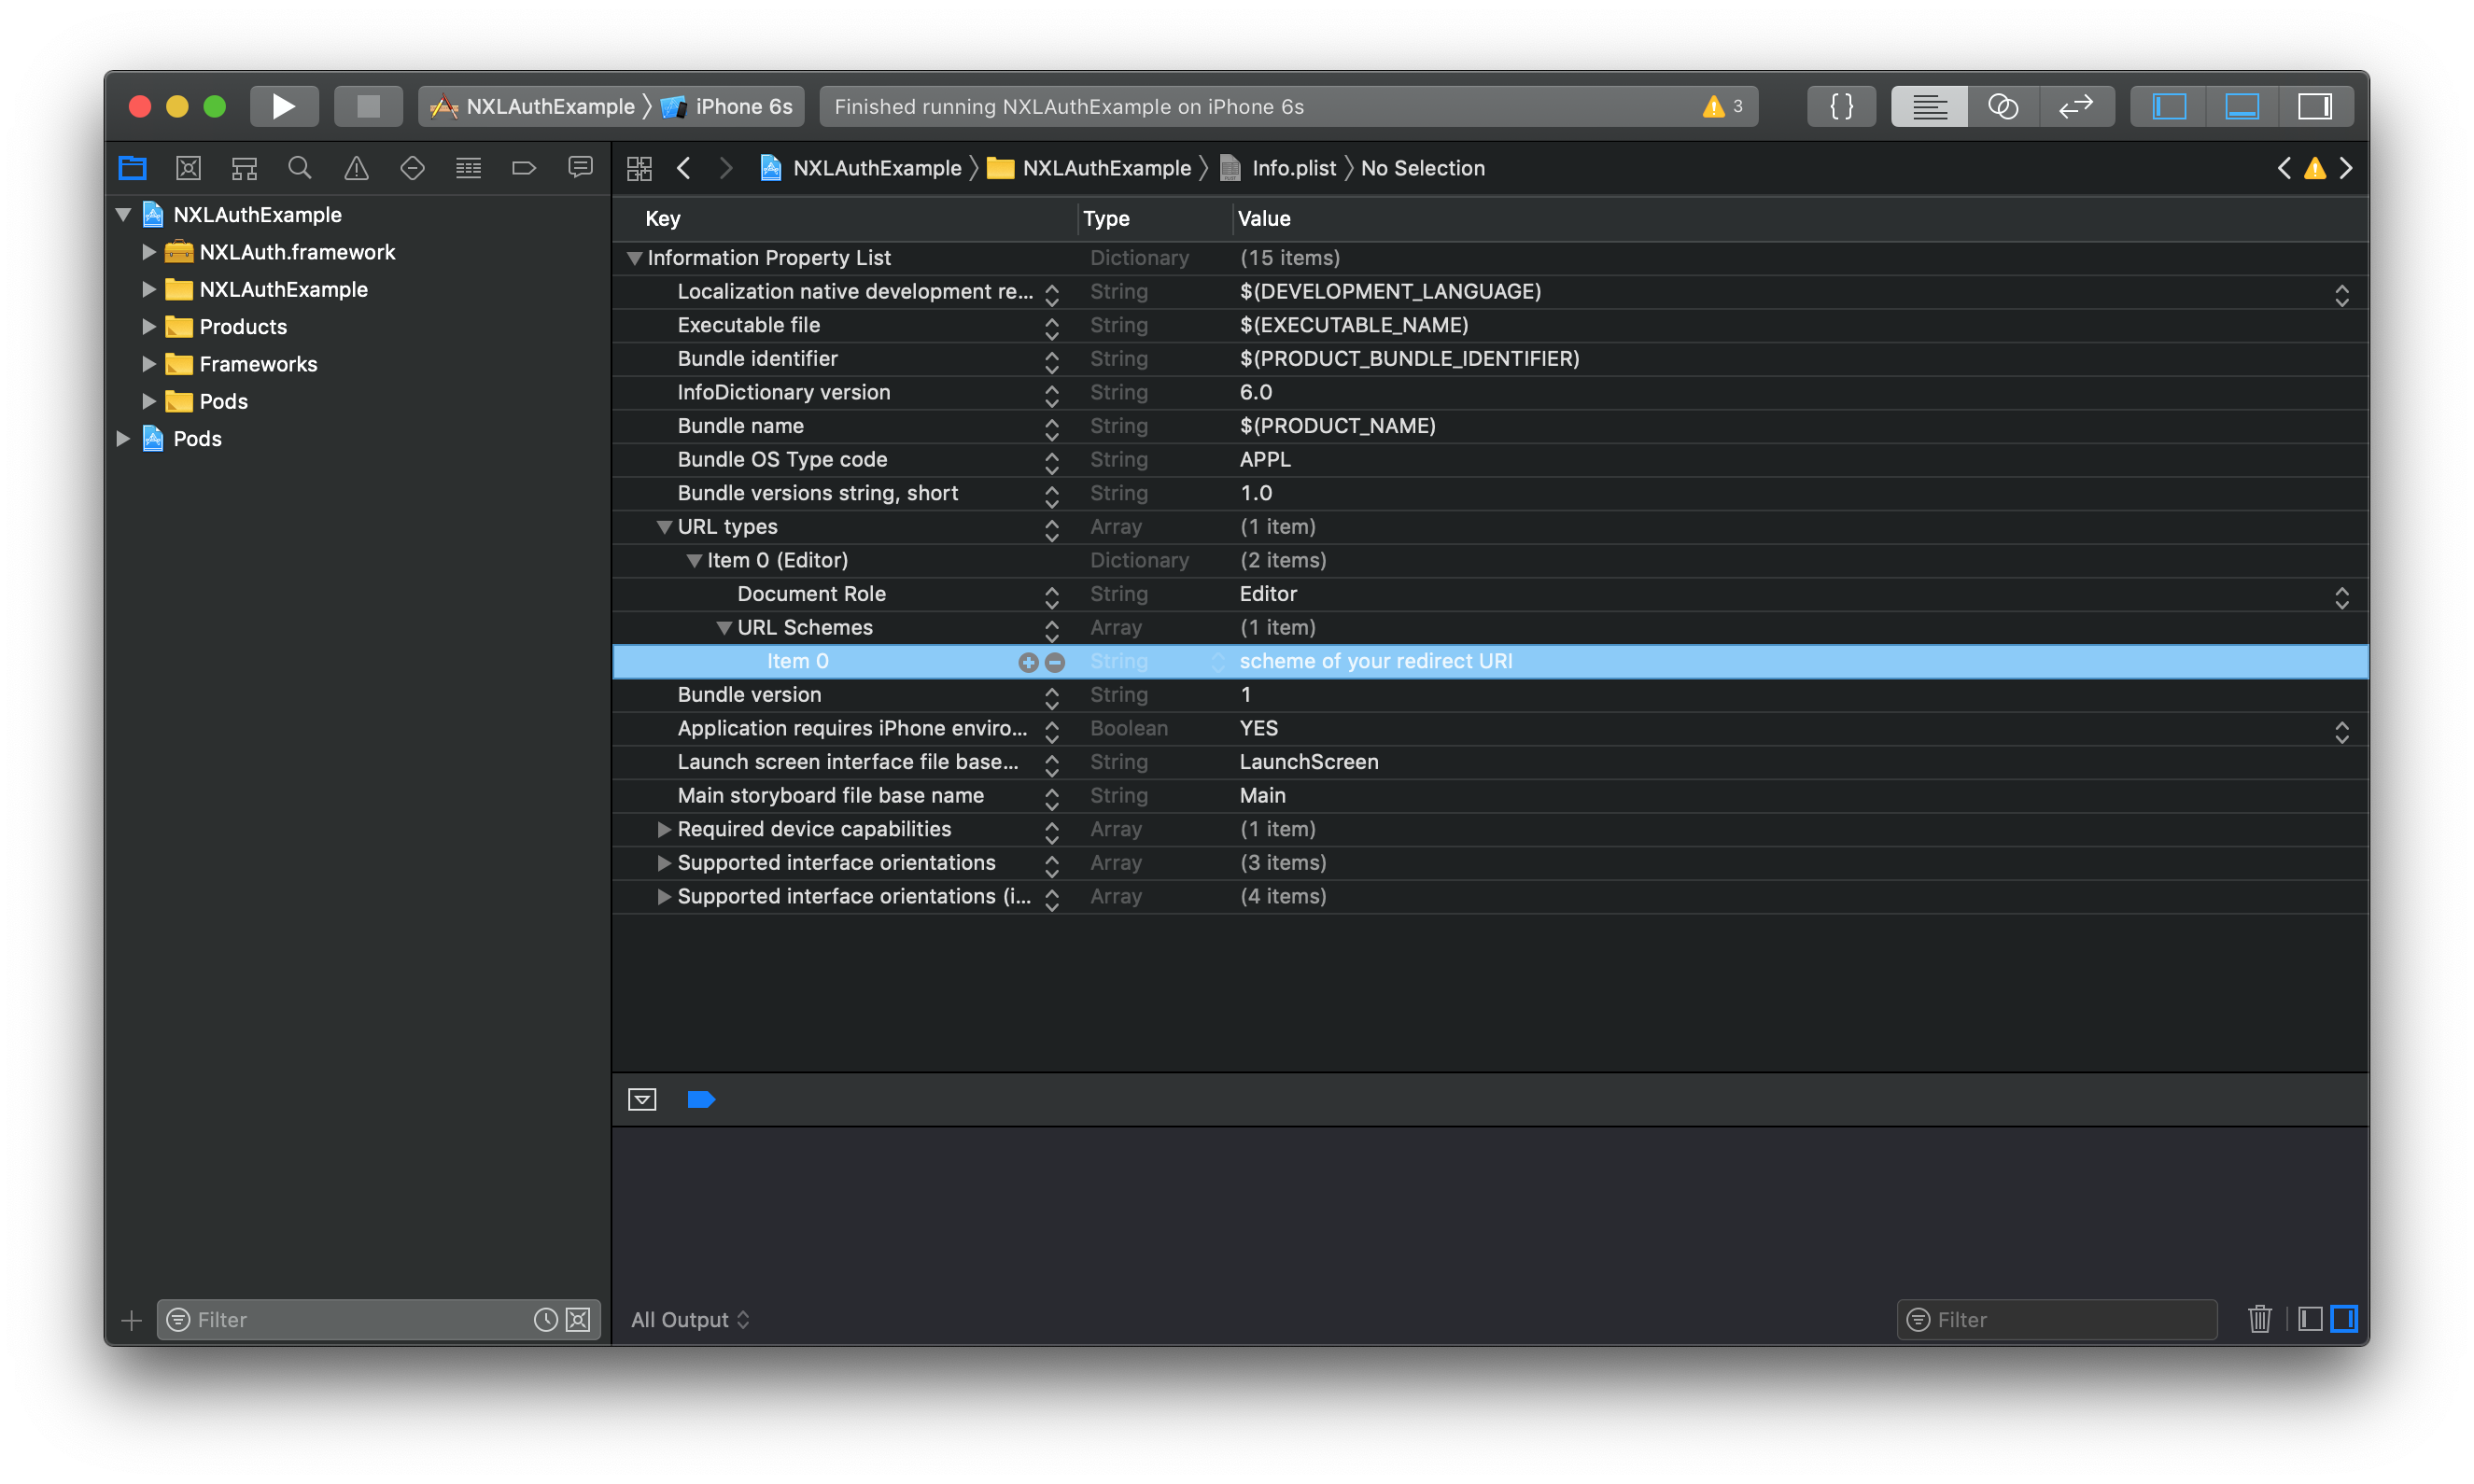 NXLAuthExample 〉 iPhone 6s
Finished running NXLAuthExample on iPhone 6s
3
{ }
NXLAuthExample 〉 NXLAuthExample 〉 Info.plist 〉 No Selection
NXLAuthExample
NXLAuth.framework
NXLAuthExample
Products
Frameworks
Pods
Pods
Key Type Value
Information Property List Dictionary (15 items)
Localization native development re... String $(DEVELOPMENT_LANGUAGE)
Executable file String $(EXECUTABLE_NAME)
Bundle identifier String $(PRODUCT_BUNDLE_IDENTIFIER)
InfoDictionary version String 6.0
Bundle name String $(PRODUCT_NAME)
Bundle OS Type code String APPL
Bundle versions string, short String 1.0
URL types Array (1 item)
Item 0 (Editor) Dictionary (2 items)
Document Role String Editor
URL Schemes Array (1 item)
Item 0 String scheme of your redirect URI
Bundle version String 1
Application requires iPhone enviro... Boolean YES
Launch screen interface file base... String LaunchScreen
Main storyboard file base name String Main
Required device capabilities Array (1 item)
Supported interface orientations Array (3 items)
Supported interface orientations (i... Array (4 items)
Filter
All Output
Filter